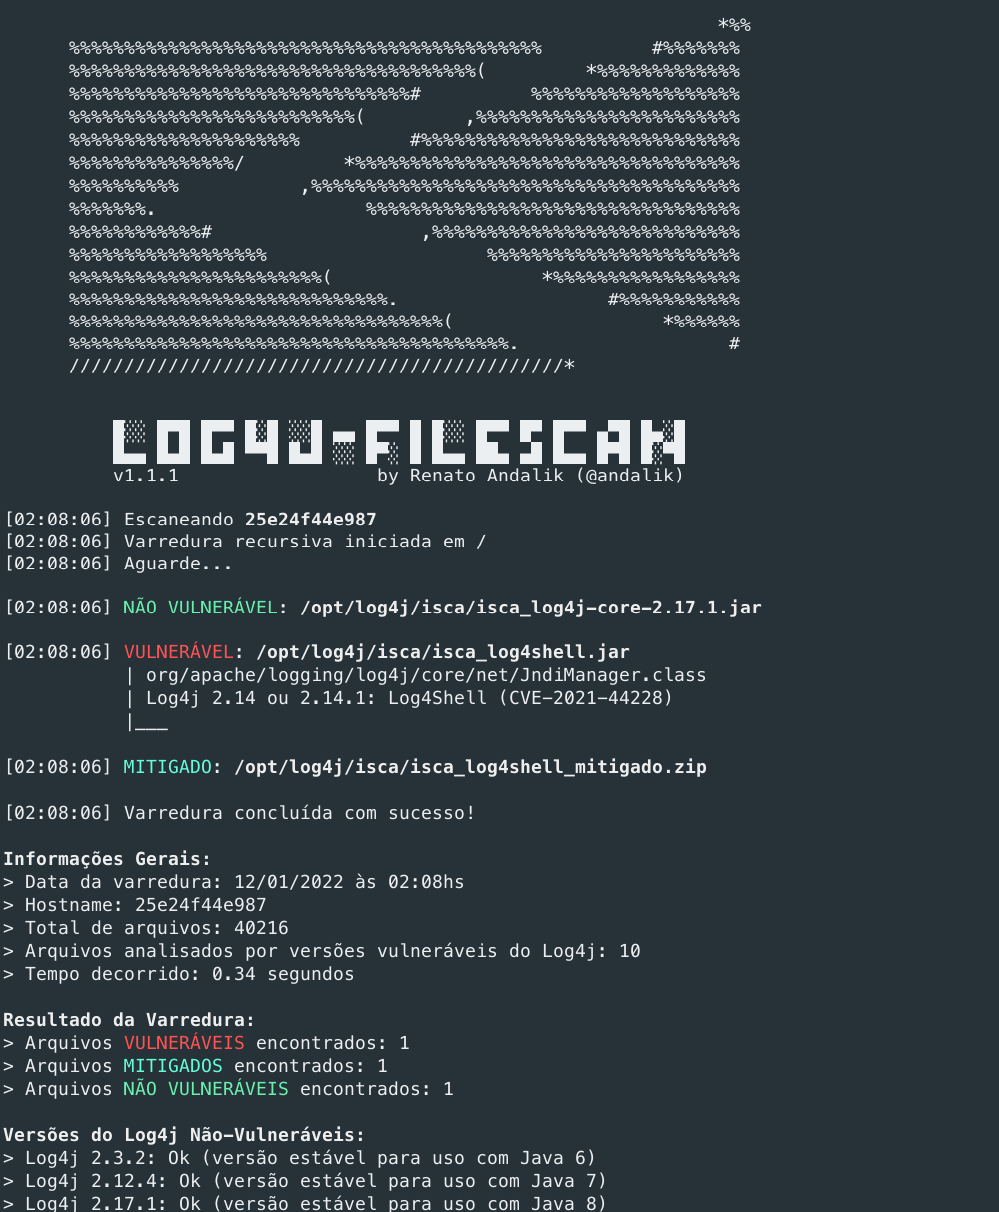 LOG4J-FILESCAN
v1.1.1 by Renato Andalik (@andalik)
[02:08:06] Escaneando 25e24f44e987
[02:08:06] Varredura recursiva iniciada em /
[02:08:06] Aguarde...
[02:08:06] NÃO VULNERÁVEL: /opt/log4j/isca/isca_log4j-core-2.17.1.jar
[02:08:06] VULNERÁVEL: /opt/log4j/isca/isca_log4shell.jar
| org/apache/logging/log4j/core/net/JndiManager.class
| Log4j 2.14 ou 2.14.1: Log4Shell (CVE-2021-44228)
|___
[02:08:06] MITIGADO: /opt/log4j/isca/isca_log4shell_mitigado.zip
[02:08:06] Varredura concluída com sucesso!
Informações Gerais:
> Data da varredura: 12/01/2022 às 02:08hs
> Hostname: 25e24f44e987
> Total de arquivos: 40216
> Arquivos analisados por versões vulneráveis do Log4j: 10
> Tempo decorrido: 0.34 segundos
Resultado da Varredura:
> Arquivos VULNERÁVEIS encontrados: 1
> Arquivos MITIGADOS encontrados: 1
> Arquivos NÃO VULNERÁVEIS encontrados: 1
Versões do Log4j Não-Vulneráveis:
> Log4j 2.3.2: Ok (versão estável para uso com Java 6)
> Log4j 2.12.4: Ok (versão estável para uso com Java 7)
> Log4j 2.17.1: Ok (versão estável para uso com Java 8)